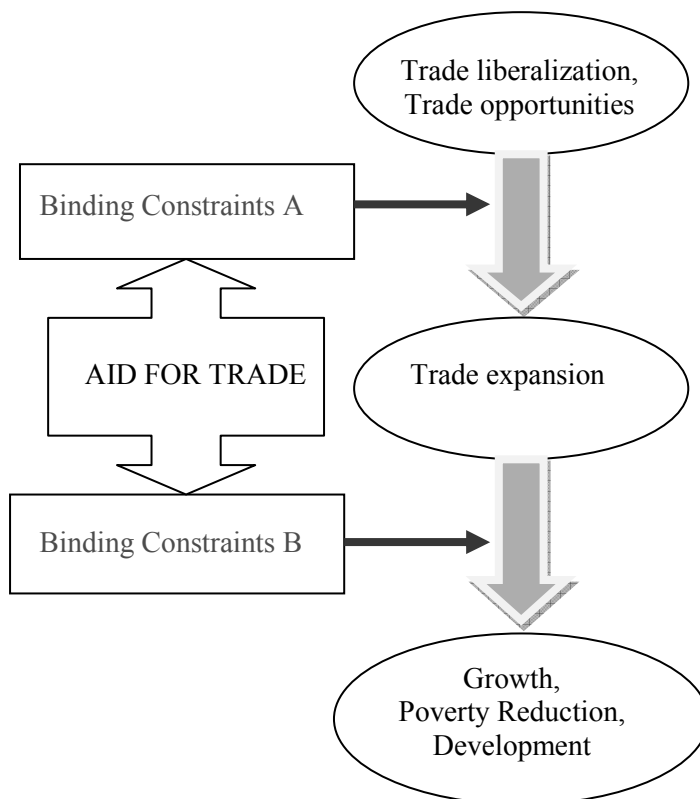 Trade liberalization,
Trade opportunities
Binding Constraints A
AID FOR TRADE
Trade expansion
Binding Constraints B
Growth,
Poverty Reduction,
Development